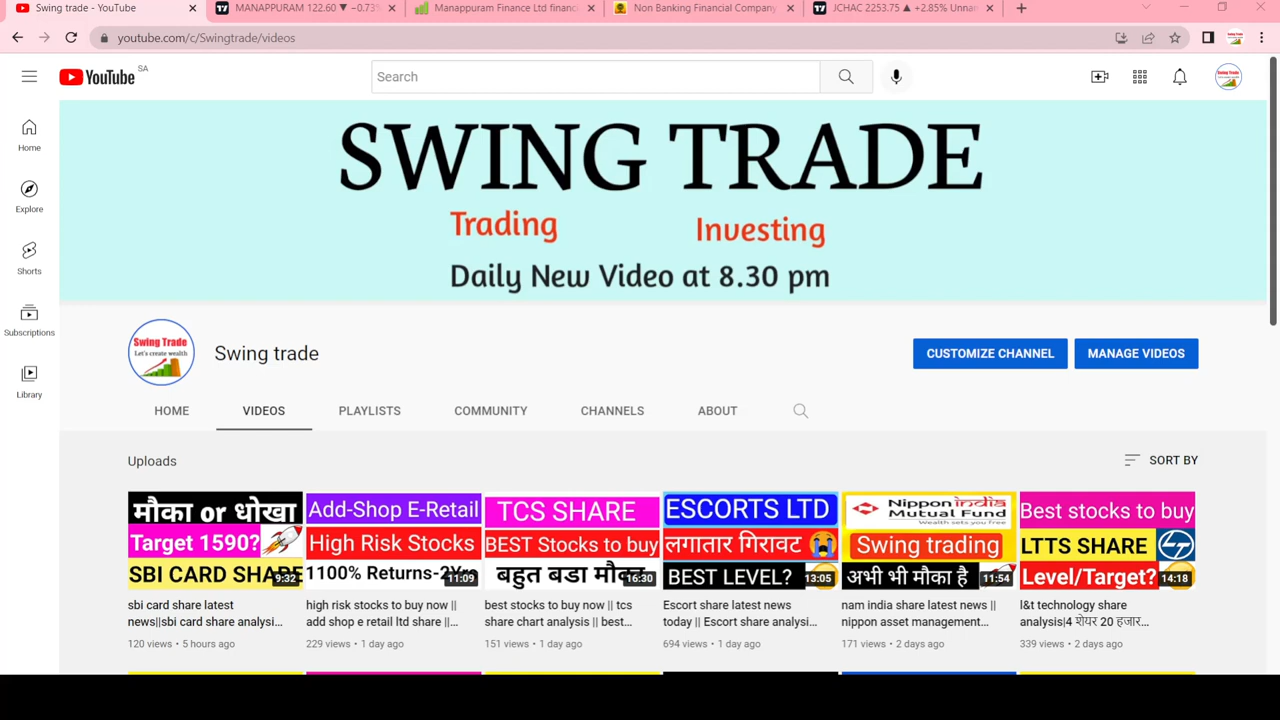 Swing trade - YouTube
MANAPPURAM 122.60 ▼ −0.73%
Manappuram Finance Ltd financ
Non Banking Financial Company
JCHAC 2253.75 ▲ +2.85% Unnan
youtube.com/c/Swingtrade/videos
YouTube SA
Search
SWING TRADE
Trading Investing
Daily New Video at 8.30 pm
Home
Explore
Shorts
Subscriptions
Library
Swing Trade
Let's create wealth
Swing trade
CUSTOMIZE CHANNEL
MANAGE VIDEOS
HOME VIDEOS PLAYLISTS COMMUNITY CHANNELS ABOUT
Uploads
SORT BY
मौका or धोखा
Target 1590?
SBI CARD SHARE
9:32
sbi card share latest
news||sbi card share analysi...
120 views • 5 hours ago
Add-Shop E-Retail
High Risk Stocks
1100% Returns-2Yrs
11:09
high risk stocks to buy now ||
add shop e retail ltd share ||...
229 views • 1 day ago
TCS SHARE
BEST Stocks to buy
बहुत बडा मौका
16:30
best stocks to buy now || tcs
share chart analysis || best...
151 views • 1 day ago
ESCORTS LTD
लगातार गिरावट
BEST LEVEL?
13:05
Escort share latest news
today || Escort share analysi...
694 views • 1 day ago
Nippon india
Mutual Fund
Wealth sets you free
Swing trading
अभी भी मौका है
11:54
nam india share latest news ||
nippon asset management...
171 views • 2 days ago
Best stocks to buy
LTTS SHARE
Level/Target?
14:18
l&t technology share
analysis|4 शेयर 20 हजार...
339 views • 2 days ago